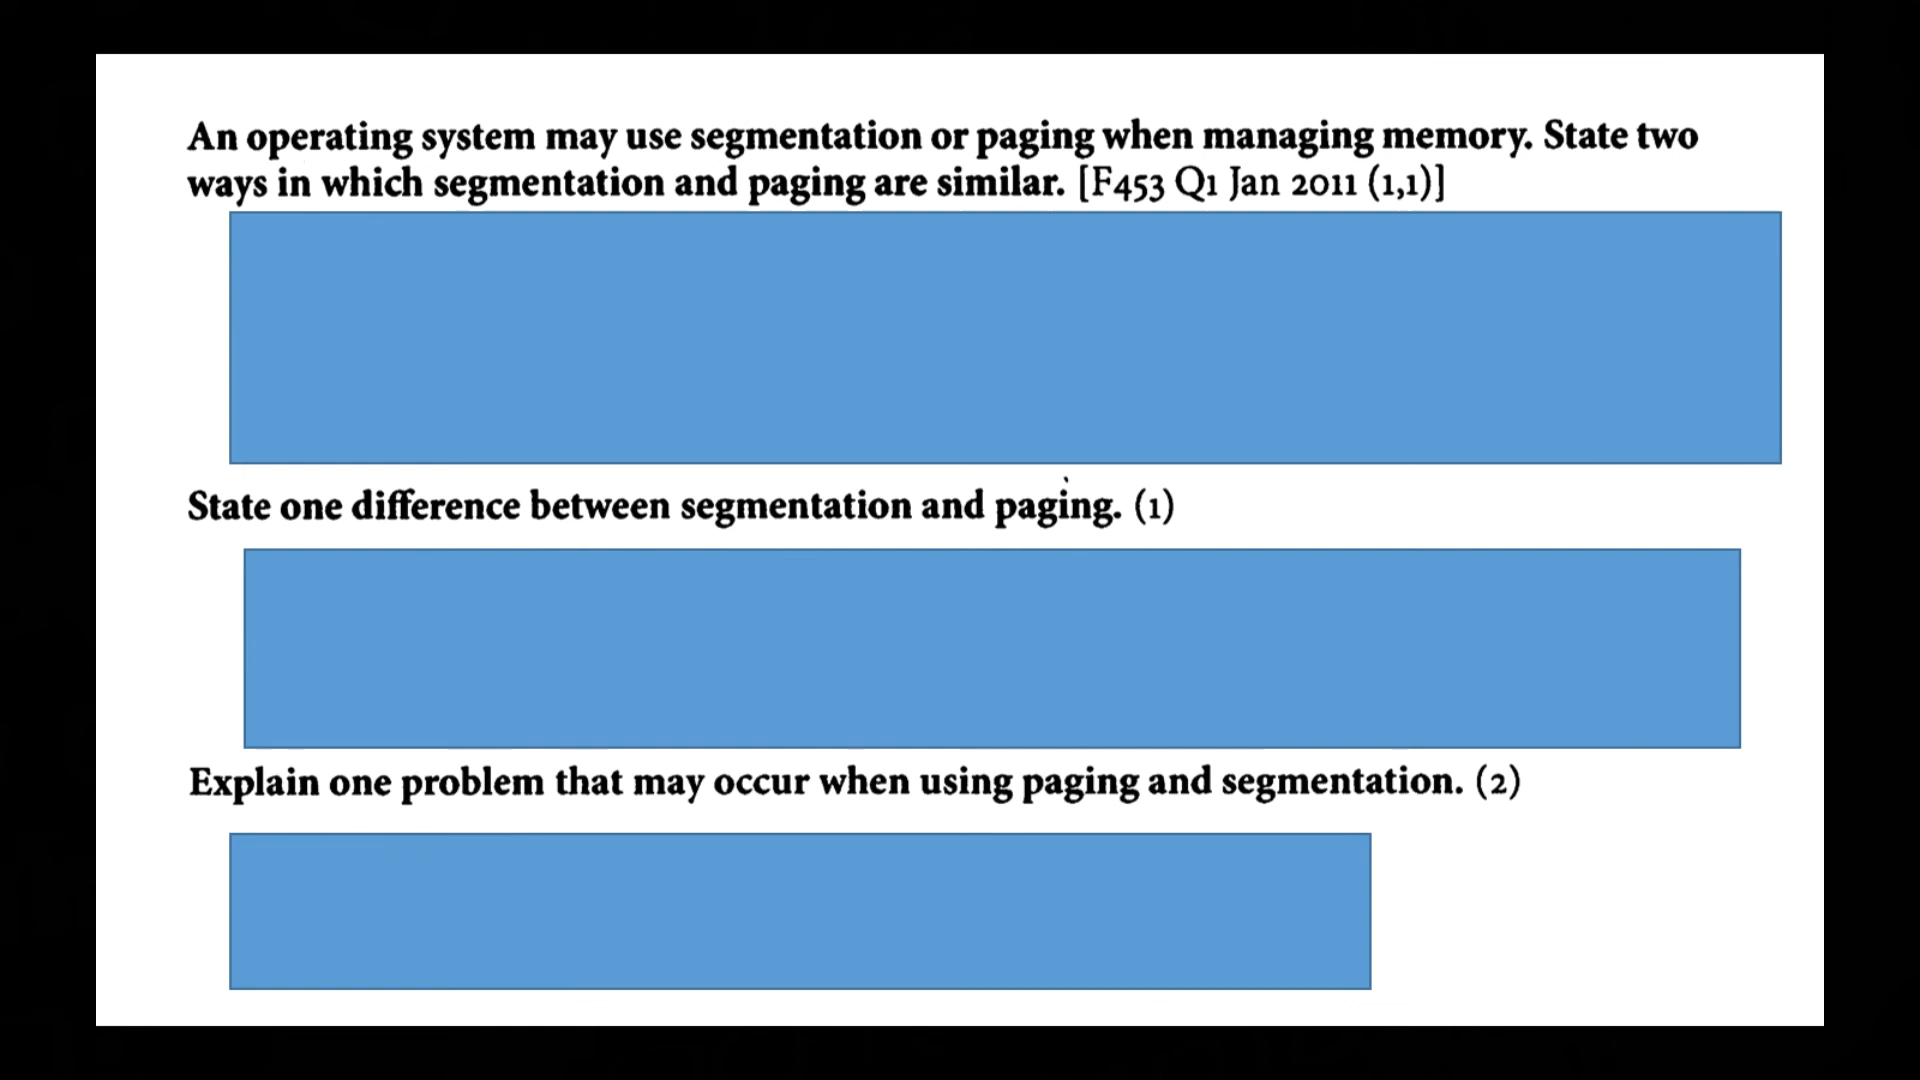 An operating system may use segmentation or paging when managing memory. State two
ways in which segmentation and paging are similar. [F453 Q1 Jan 2011 (1,1)]
State one difference between segmentation and paging. (1)
Explain one problem that may occur when using paging and segmentation. (2)